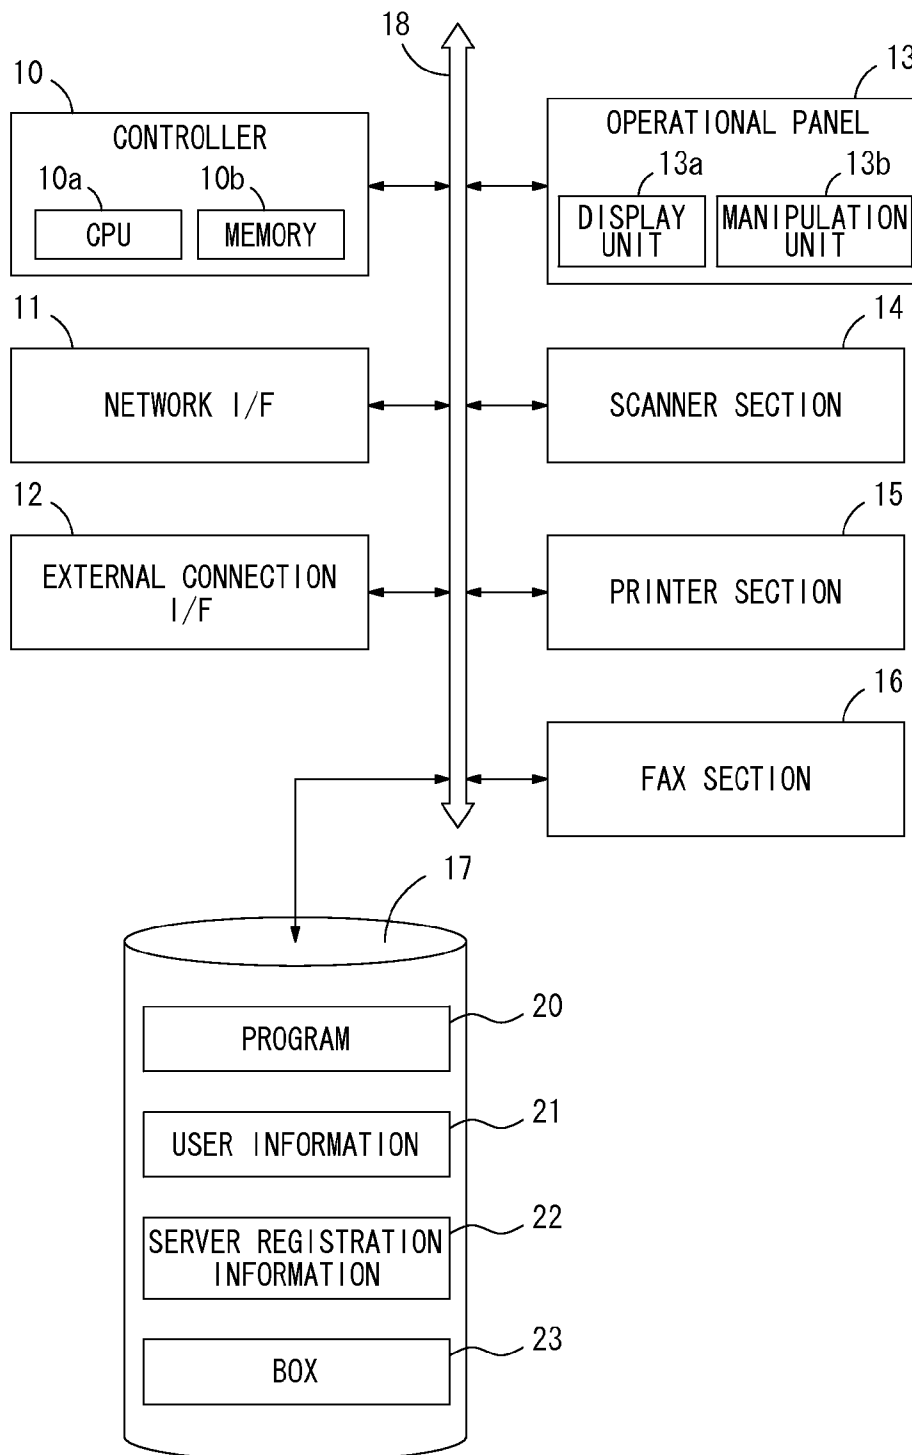 18
10
13
CONTROLLER
10a
10b
CPU
MEMORY
OPERATIONAL PANEL
13a
13b
DISPLAY
UNIT
MANIPULATION
UNIT
11
NETWORK I/F
14
SCANNER SECTION
12
EXTERNAL CONNECTION
I/F
15
PRINTER SECTION
16
FAX SECTION
17
PROGRAM
20
USER INFORMATION
21
SERVER REGISTRATION
INFORMATION
22
BOX
23